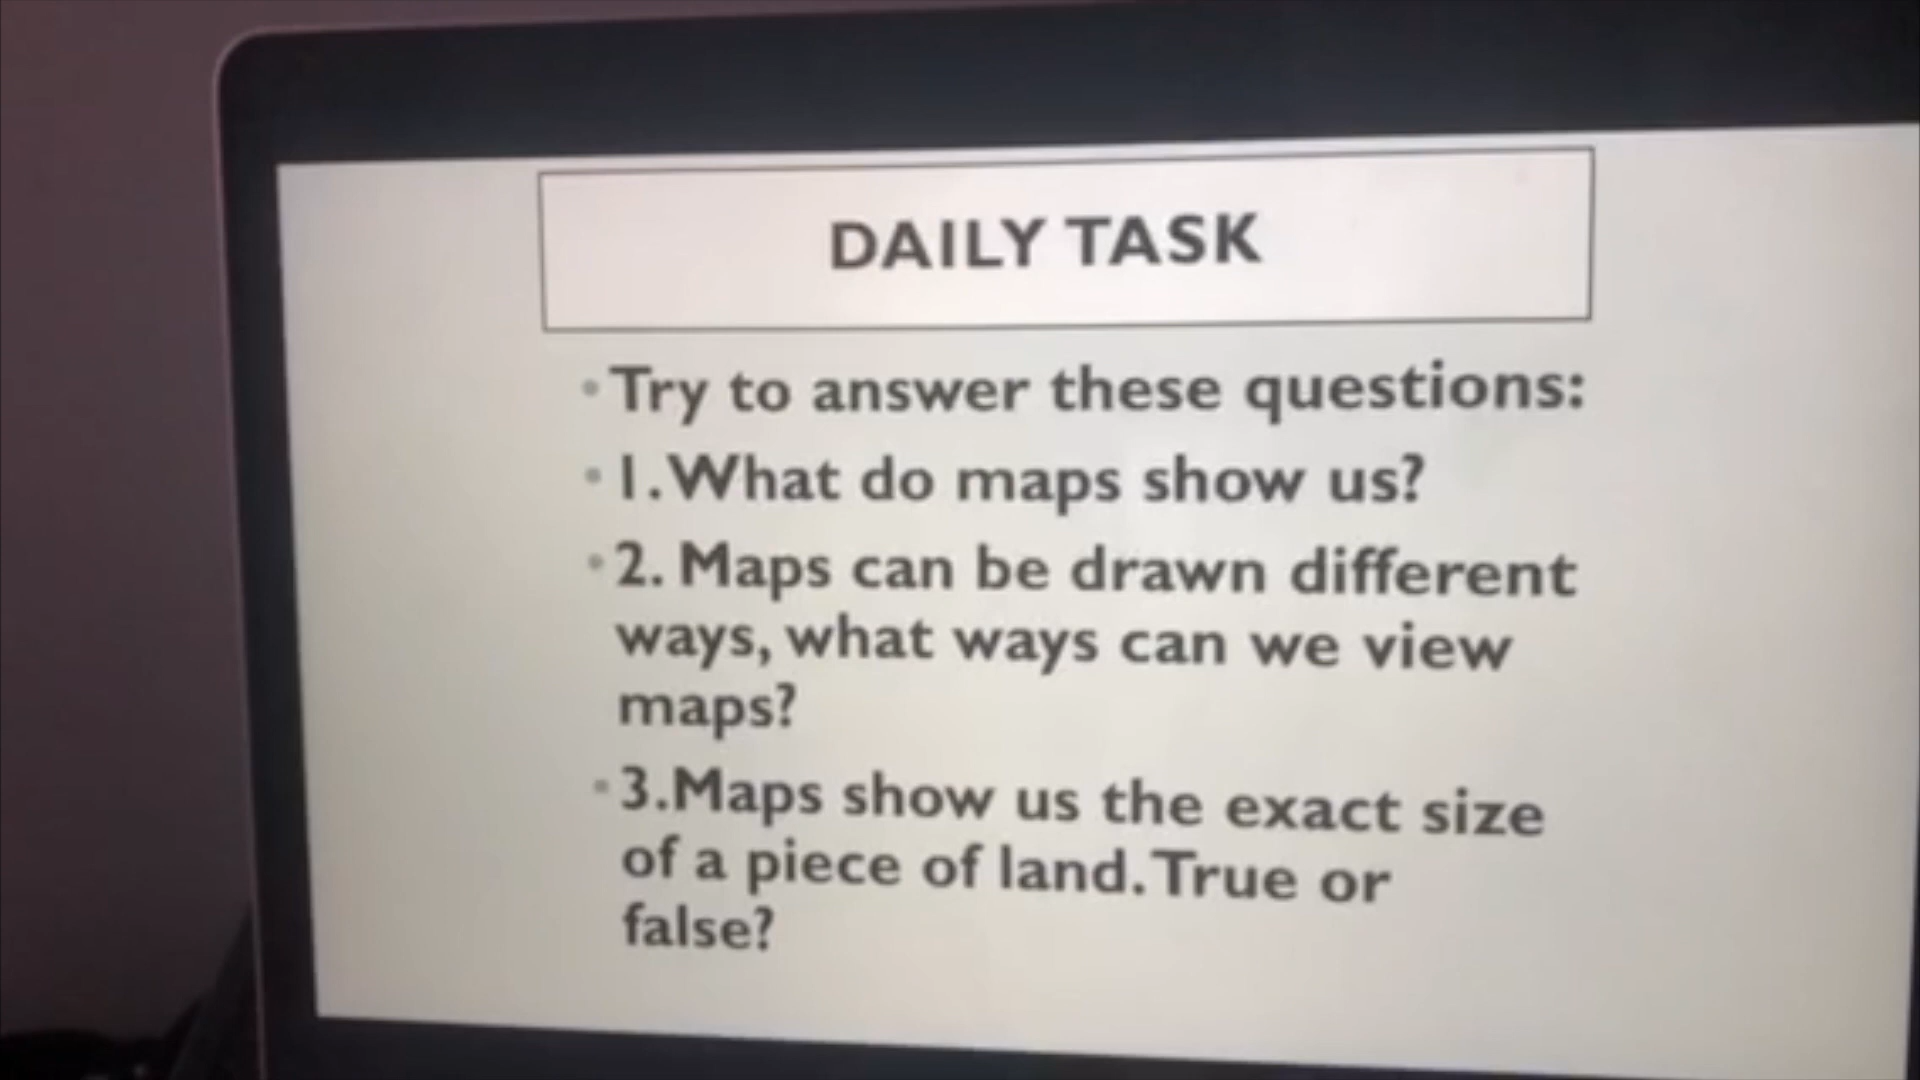 DAILY TASK
• Try to answer these questions:
• 1.What do maps show us?
• 2. Maps can be drawn different
ways, what ways can we view
maps?
• 3.Maps show us the exact size
of a piece of land.True or
false?